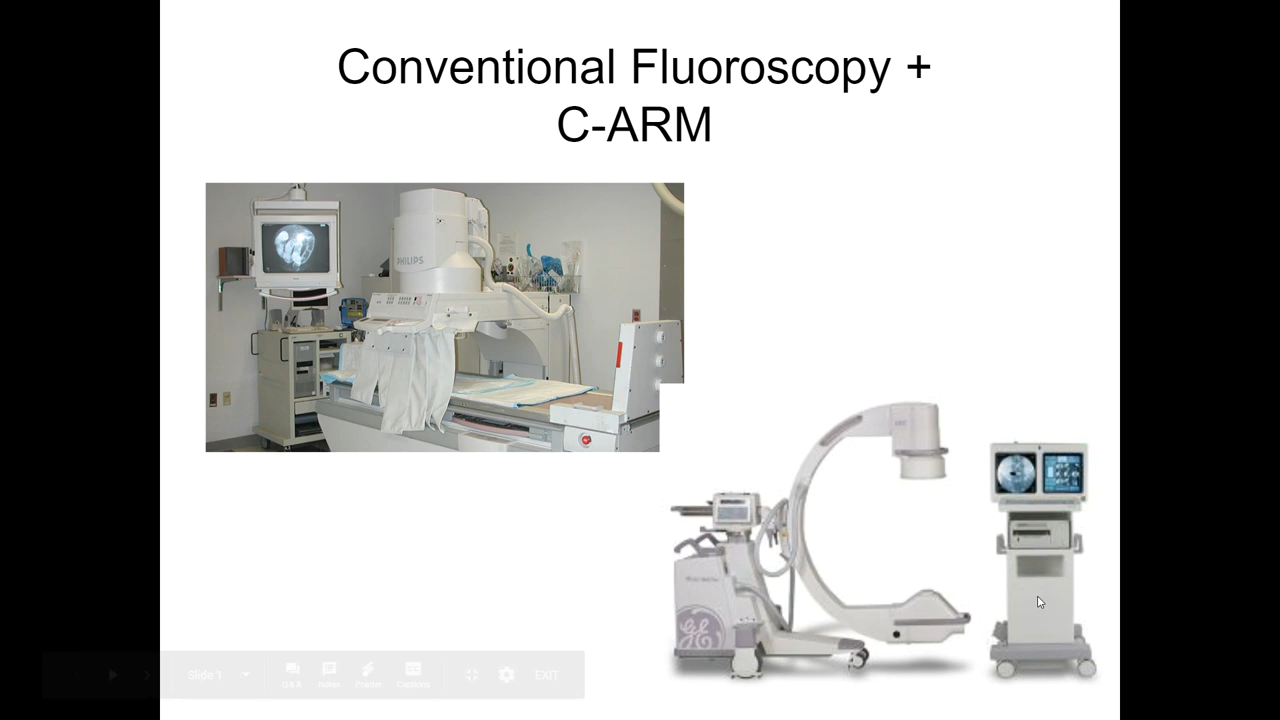 Conventional Fluoroscopy +
C-ARM
PHILIPS
GE
Slide 1
Q&A
Notes
Pointer
Captions
EXIT